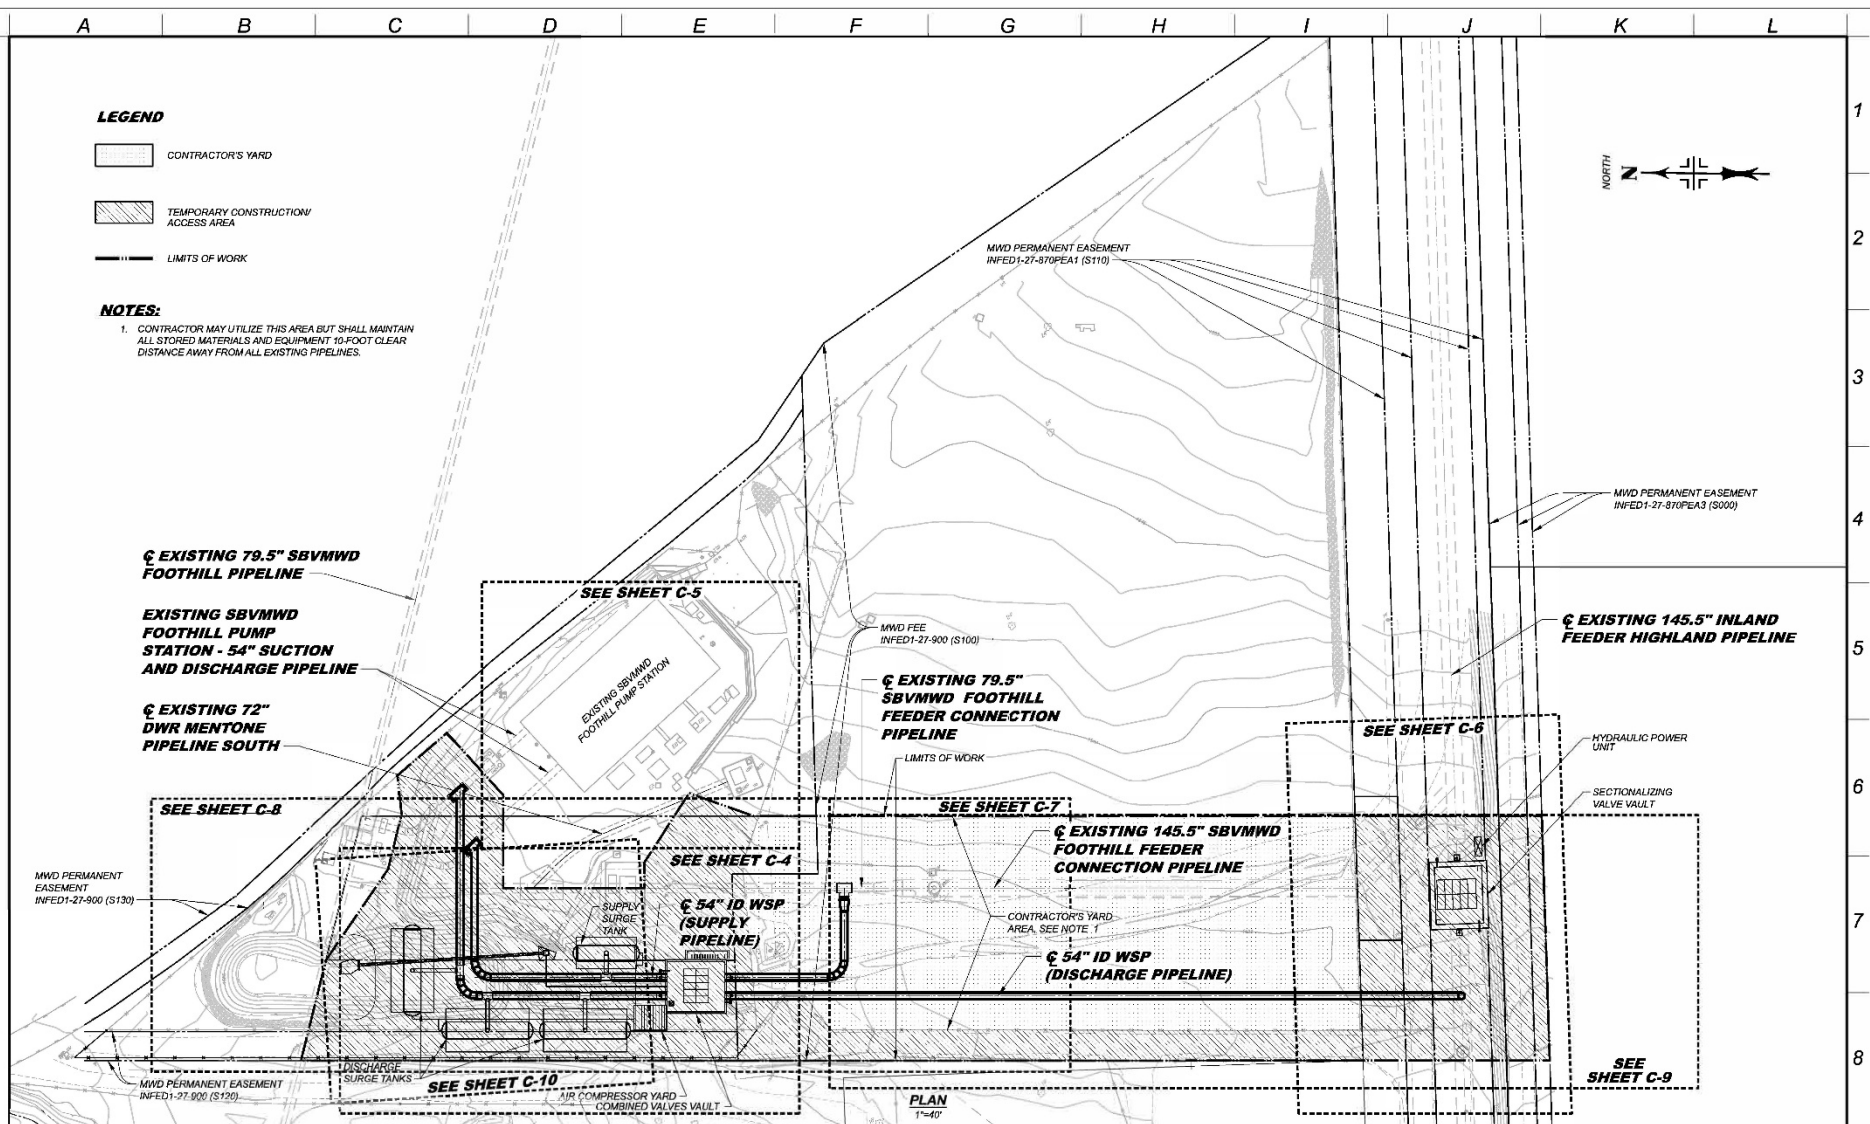 A B C D E F G H I J K L
1
2
3
4
5
6
7
8
LEGEND
CONTRACTOR'S YARD
TEMPORARY CONSTRUCTION/
ACCESS AREA
LIMITS OF WORK
NOTES:
1. CONTRACTOR MAY UTILIZE THIS AREA BUT SHALL MAINTAIN
ALL STORED MATERIALS AND EQUIPMENT 10-FOOT CLEAR
DISTANCE AWAY FROM ALL EXISTING PIPELINES.
NORTH
N
MWD PERMANENT EASEMENT
INFED1-27-870PEA1 (S110)
MWD PERMANENT EASEMENT
INFED1-27-870PEA3 (S000)
℄ EXISTING 79.5" SBVMWD
FOOTHILL PIPELINE
EXISTING SBVMWD
FOOTHILL PUMP
STATION - 54" SUCTION
AND DISCHARGE PIPELINE
℄ EXISTING 72"
DWR MENTONE
PIPELINE SOUTH
SEE SHEET C-5
EXISTING SBVMWD
FOOTHILL PUMP STATION
MWD FEE
INFED1-27-900 (S100)
℄ EXISTING 79.5"
SBVMWD FOOTHILL
FEEDER CONNECTION
PIPELINE
LIMITS OF WORK
℄ EXISTING 145.5" INLAND
FEEDER HIGHLAND PIPELINE
SEE SHEET C-6
HYDRAULIC POWER
UNIT
SECTIONALIZING
VALVE VAULT
SEE SHEET C-8
SEE SHEET C-7
℄ EXISTING 145.5" SBVMWD
FOOTHILL FEEDER
CONNECTION PIPELINE
SEE SHEET C-4
MWD PERMANENT
EASEMENT
INFED1-27-900 (S130)
SUPPLY
SURGE
TANK
℄ 54" ID WSP
(SUPPLY
PIPELINE)
CONTRACTOR'S YARD
AREA, SEE NOTE 1
℄ 54" ID WSP
(DISCHARGE PIPELINE)
DISCHARGE
SURGE TANKS
SEE SHEET C-10
MWD PERMANENT EASEMENT
INFED1-27-900 (S120)
AIR COMPRESSOR YARD
COMBINED VALVES VAULT
SEE
SHEET C-9
PLAN
1"=40'